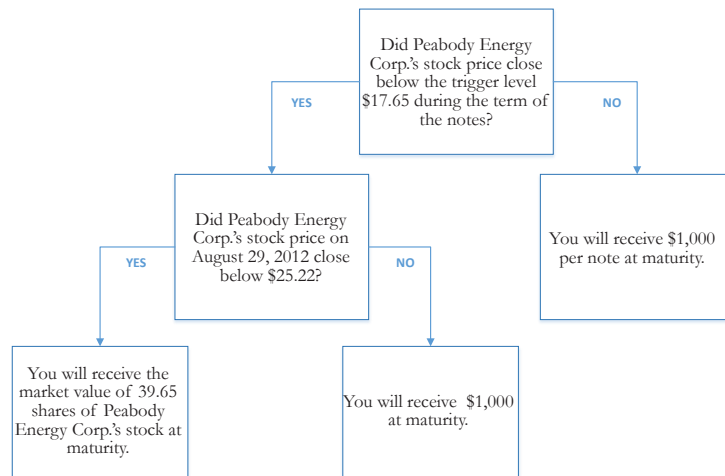 Did Peabody Energy
Corp.'s stock price close
below the trigger level
$17.65 during the term of
the notes?
YES
NO
Did Peabody Energy
Corp.'s stock price on
August 29, 2012 close
below $25.22?
You will receive $1,000
per note at maturity.
YES
NO
You will receive the
market value of 39.65
shares of Peabody
Energy Corp.'s stock at
maturity.
You will receive $1,000
at maturity.